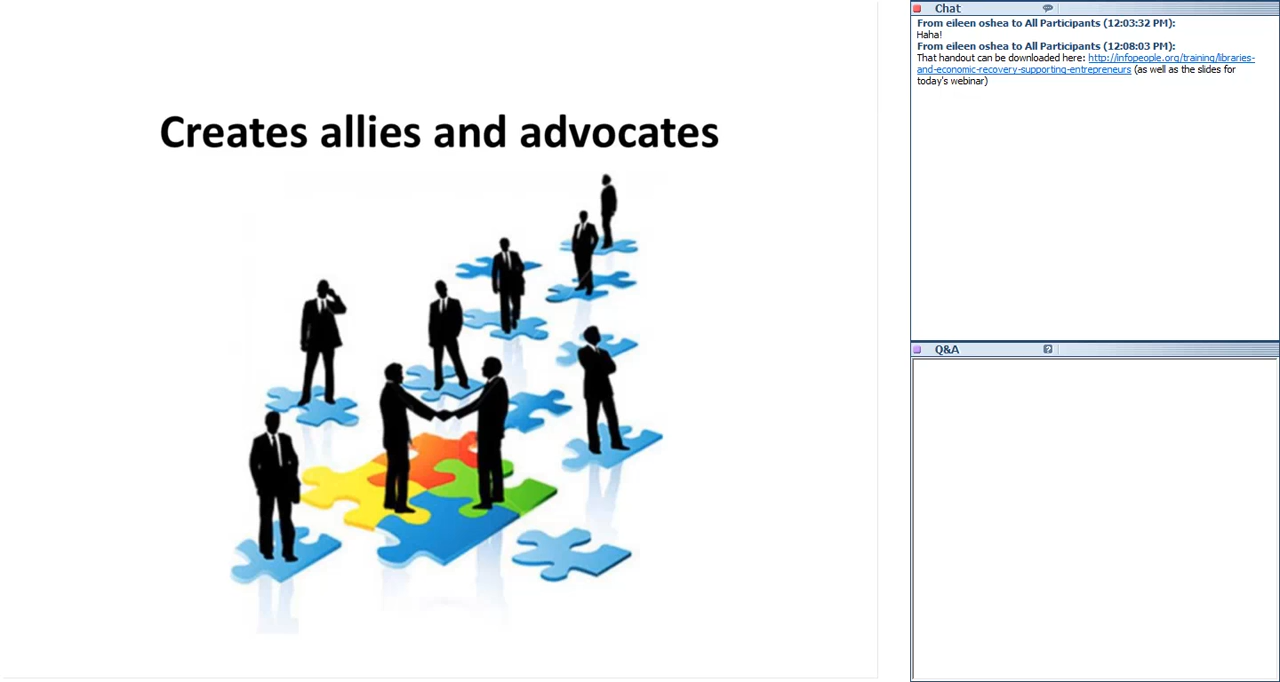 Creates allies and advocates
Chat
From eileen oshea to All Participants (12:03:32 PM):
Haha!
From eileen oshea to All Participants (12:08:03 PM):
That handout can be downloaded here: http://infopeople.org/training/libraries-
and-economic-recovery-supporting-entrepreneurs (as well as the slides for
today's webinar)
Q&A